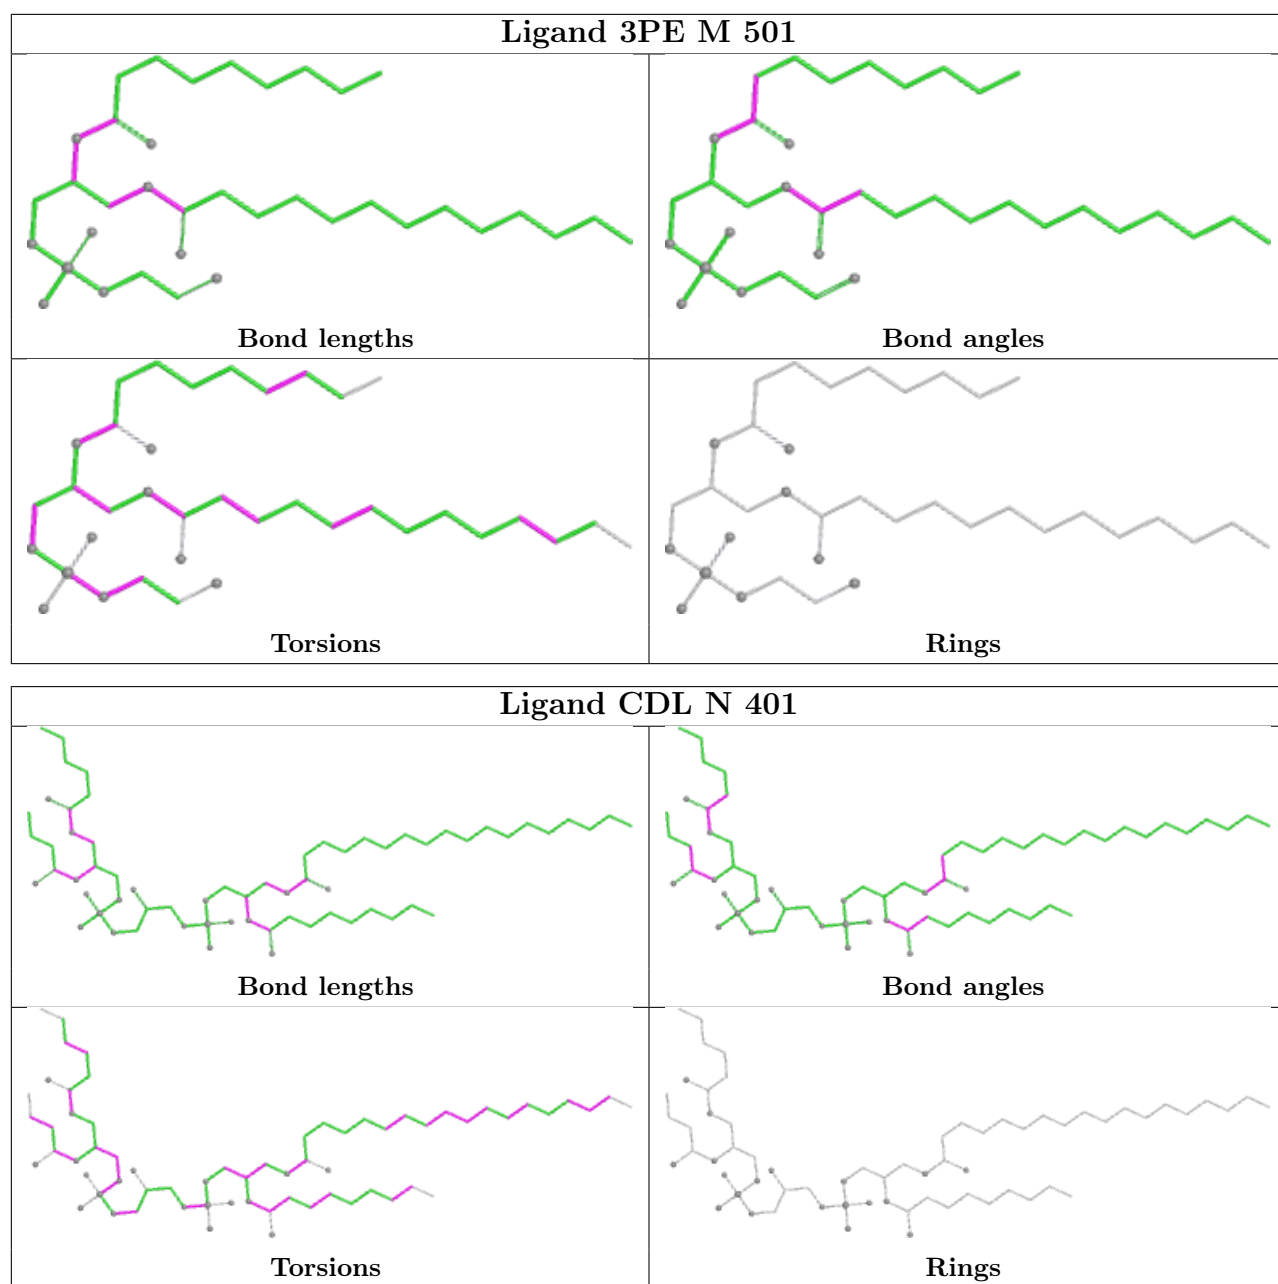 Ligand 3PE M 501
Bond lengths
Bond angles
Torsions
Rings
Ligand CDL N 401
Bond lengths
Bond angles
Torsions
Rings